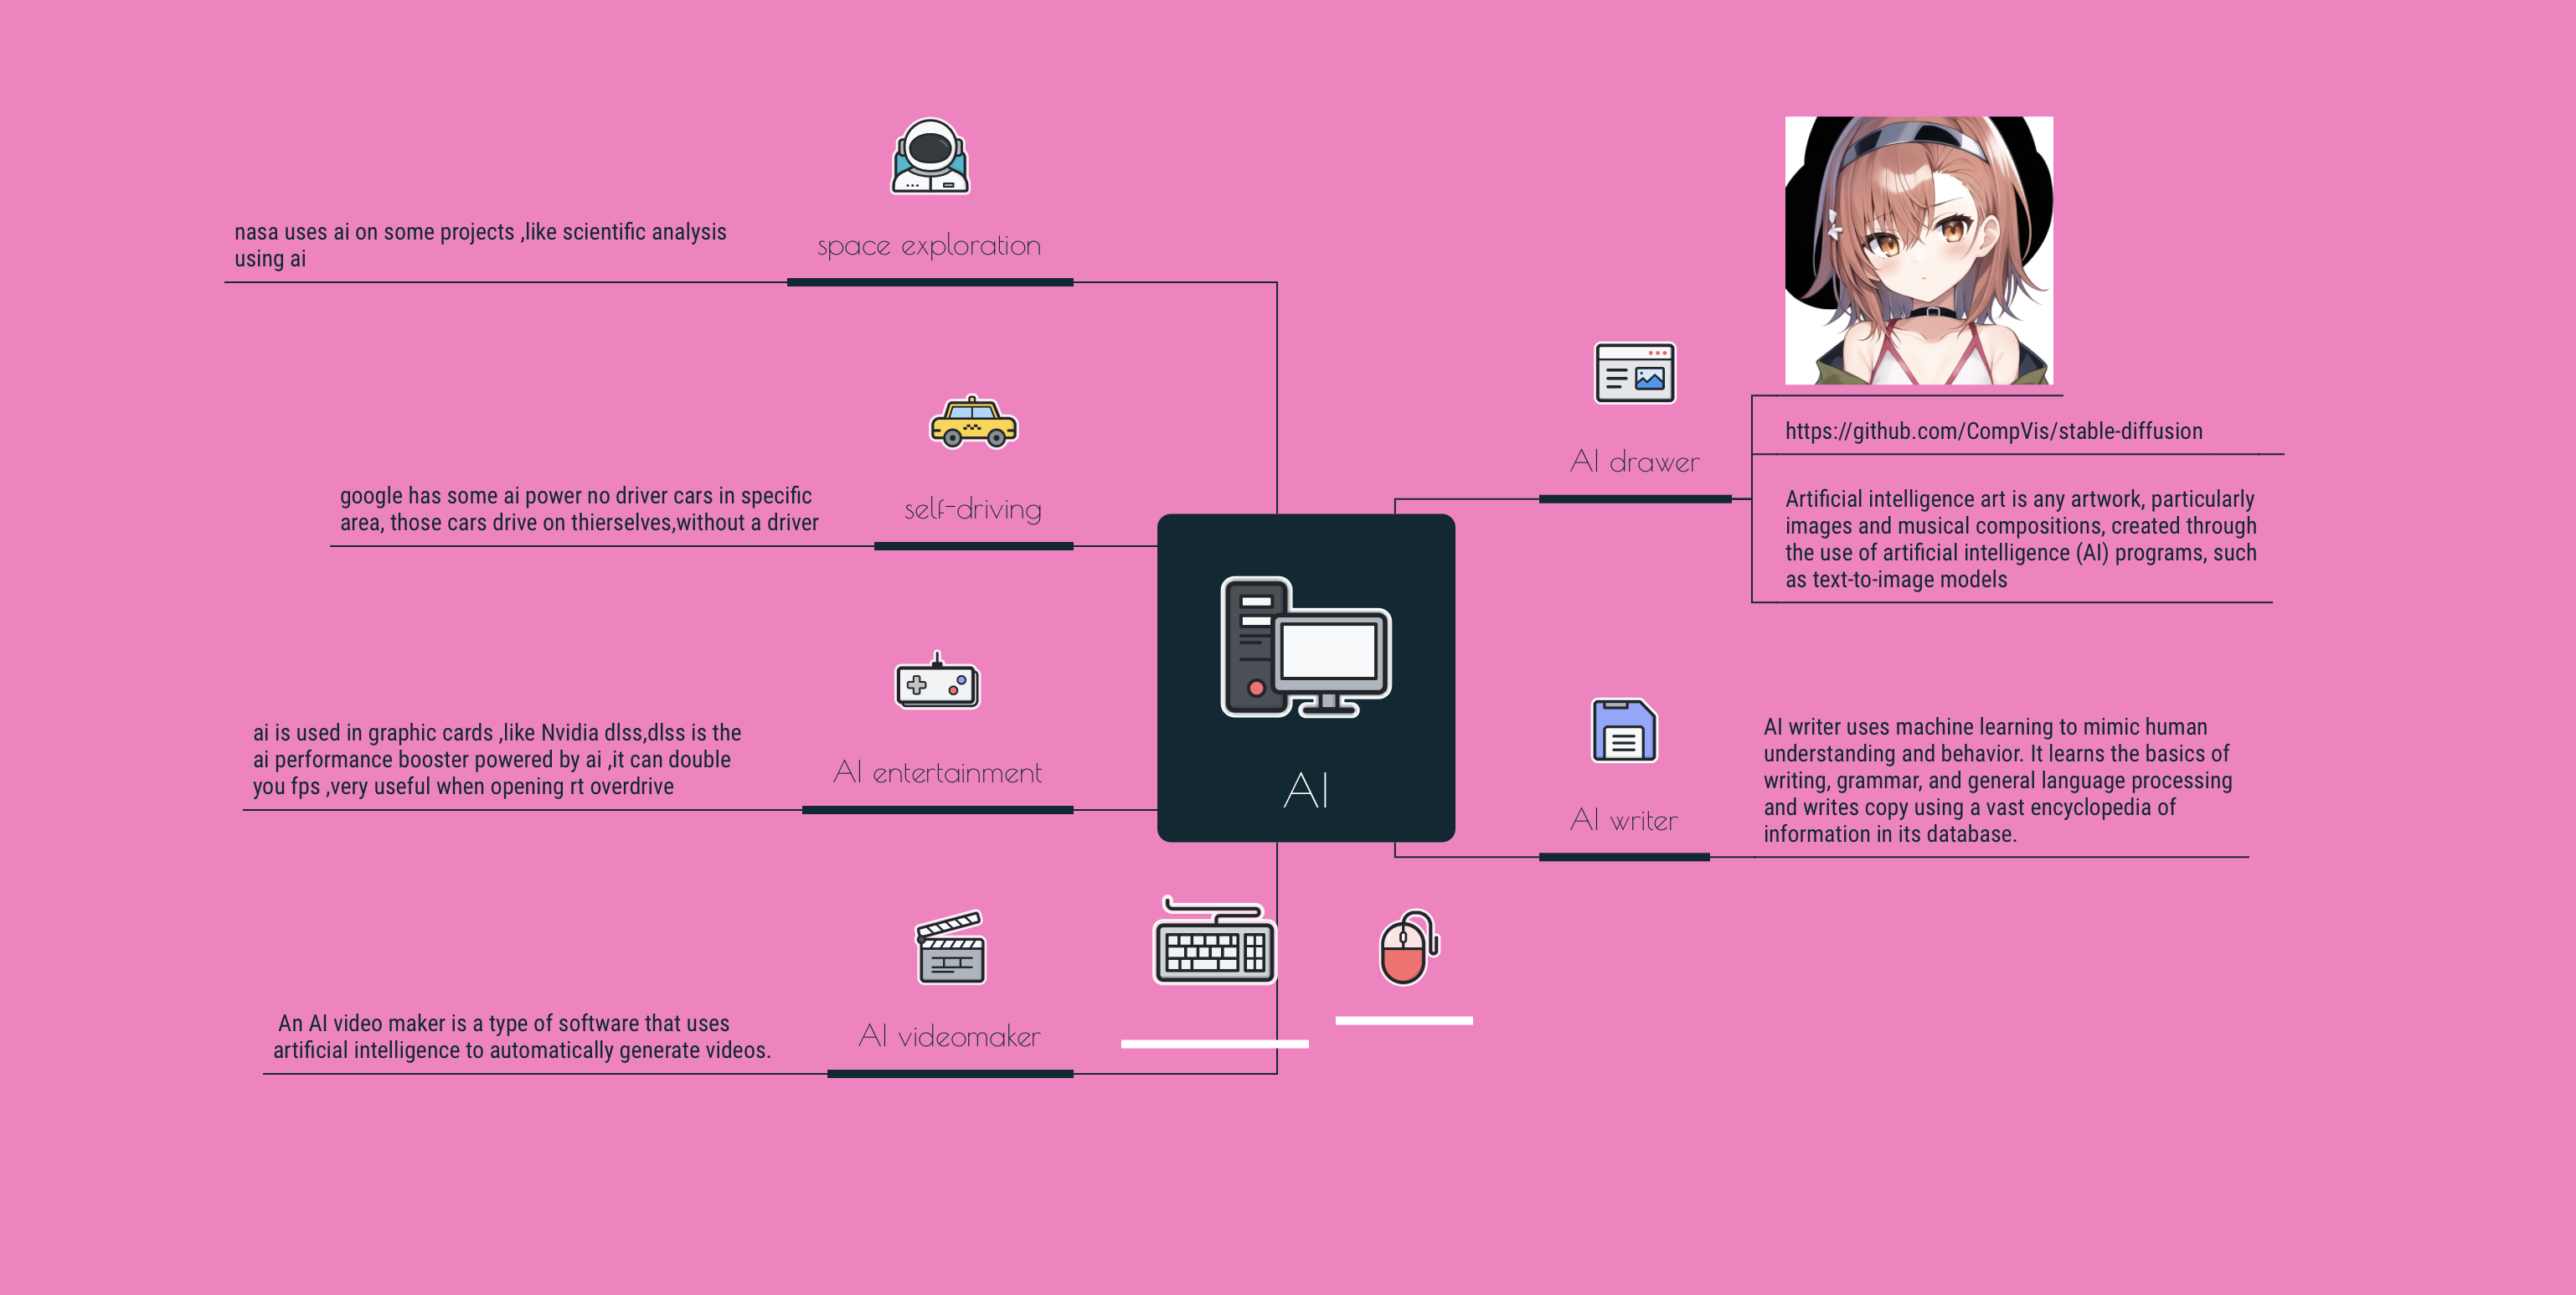 nasa uses ai on some projects ,like scientific analysis
using ai
space exploration
google has some ai power no driver cars in specific
area, those cars drive on thierselves,without a driver
self-driving
ai is used in graphic cards ,like Nvidia dlss,dlss is the
ai performance booster powered by ai ,it can double
you fps ,very useful when opening rt overdrive
AI entertainment
An AI video maker is a type of software that uses
artificial intelligence to automatically generate videos.
AI videomaker
AI
AI drawer
https://github.com/CompVis/stable-diffusion
Artificial intelligence art is any artwork, particularly
images and musical compositions, created through
the use of artificial intelligence (AI) programs, such
as text-to-image models
AI writer
AI writer uses machine learning to mimic human
understanding and behavior. It learns the basics of
writing, grammar, and general language processing
and writes copy using a vast encyclopedia of
information in its database.